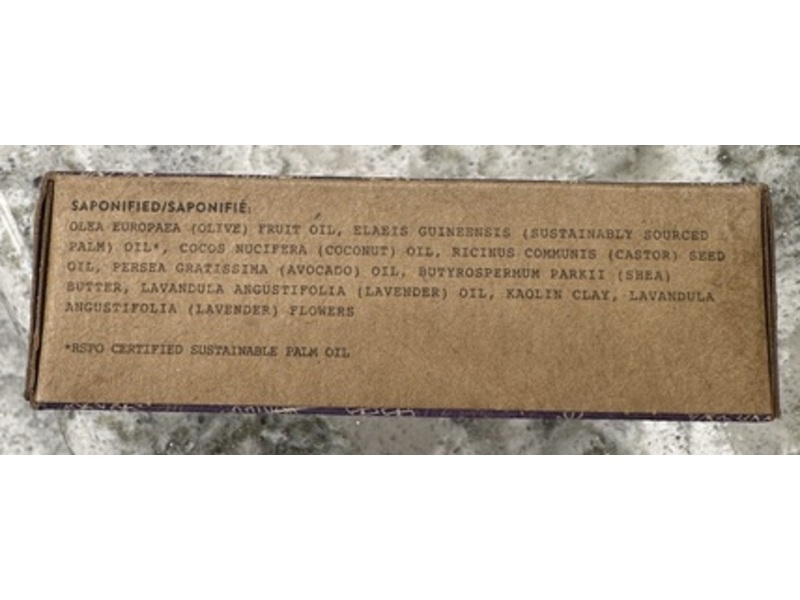 SAPONIFIED/SAPONIFIÉ:
OLEA EUROPAEA (OLIVE) FRUIT OIL, ELAEIS GUINEENSIS (SUSTAINABLY SOURCED
PALM) OIL*, COCOS NUCIFERA (COCONUT) OIL, RICINUS COMMUNIS (CASTOR) SEED
OIL, PERSEA GRATISSIMA (AVOCADO) OIL, BUTYROSPERMUM PARKII (SHEA)
BUTTER, LAVANDULA ANGUSTIFOLIA (LAVENDER) OIL, KAOLIN CLAY, LAVANDULA
ANGUSTIFOLIA (LAVENDER) FLOWERS
*RSPO CERTIFIED SUSTAINABLE PALM OIL